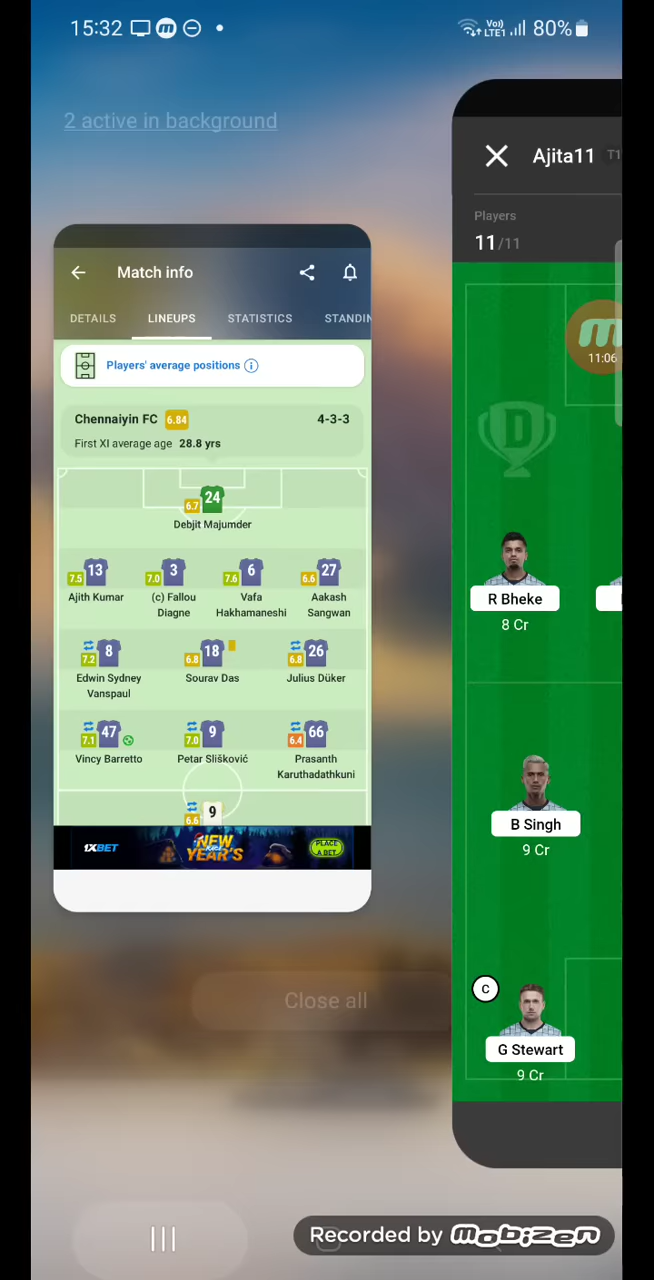 15:32
Vo)) LTE1 80%
2 active in background
Match info
DETAILS LINEUPS STATISTICS STANDIN
Players' average positions
Chennaiyin FC 6.84 4-3-3
First XI average age 28.8 yrs
24
6.7
Debjit Majumder
13 3 6 27
7.5 7.0 7.6 6.6
Ajith Kumar (c) Fallou Diagne Vafa Hakhamaneshi Aakash Sangwan
8 18 26
7.2 6.8 6.8
Edwin Sydney Vanspaul Sourav Das Julius Düker
47 9 66
7.1 7.0 6.4
Vincy Barretto Petar Slišković Prasanth Karuthadathkuni
9
6.6
1XBET NEW YEAR'S PLACE A BET
Close all
Ajita11 T1
Players
11/11
m
11:06
D
R Bheke
8 Cr
B Singh
9 Cr
C
G Stewart
9 Cr
Recorded by mobizen